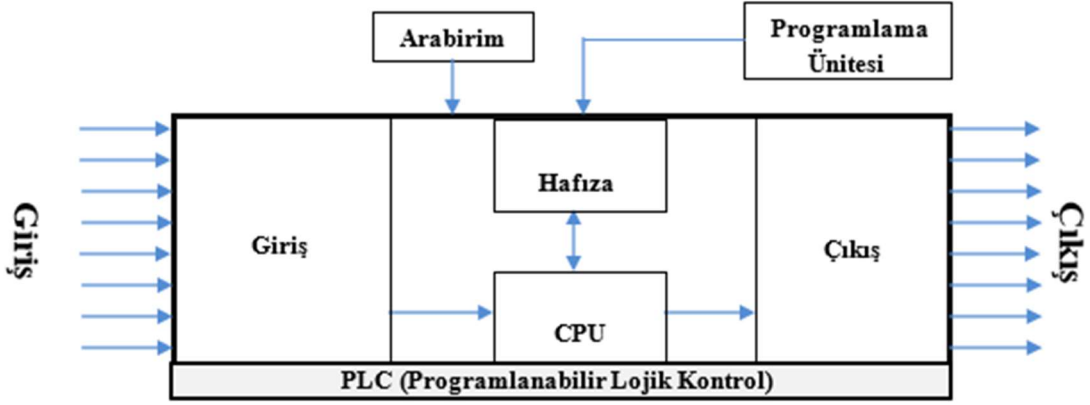 Arabirim
Programlama
Ünitesi
Giriş
Giriş
Hafıza
CPU
Çıkış
Çıkış
PLC (Programlanabilir Lojik Kontrol)